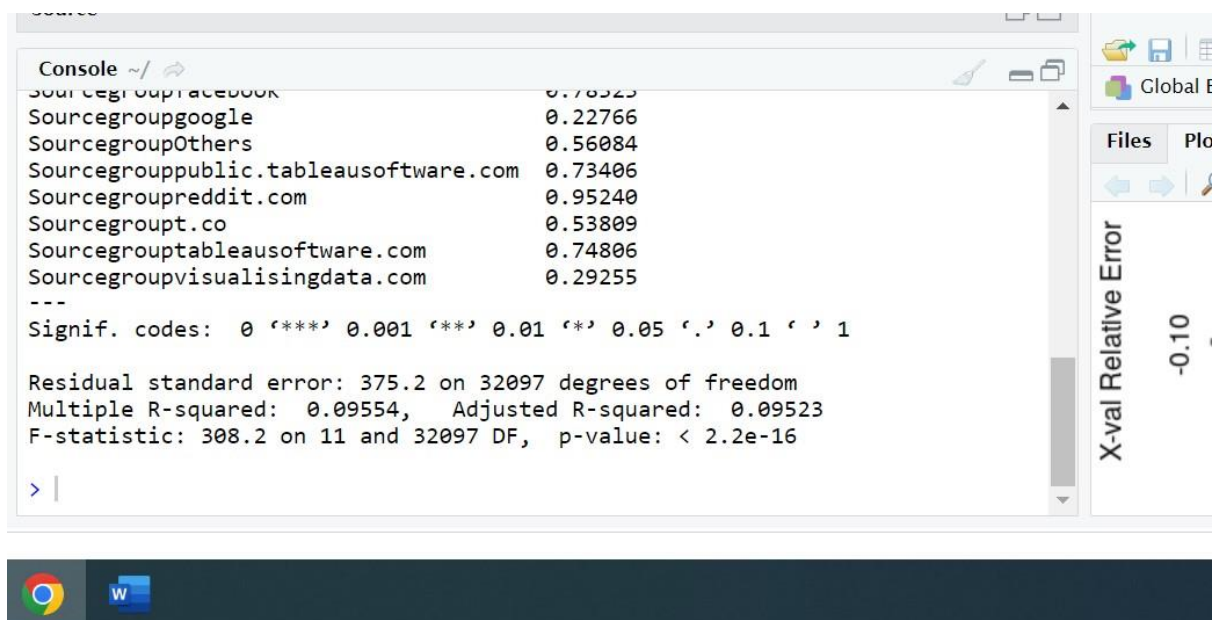 Console ~/
Sourcegroupfacebook                    0.78525
Sourcegroupgoogle                      0.22766
SourcegroupOthers                      0.56084
Sourcegrouppublic.tableausoftware.com  0.73406
Sourcegroupreddit.com                  0.95240
Sourcegroupt.co                        0.53809
Sourcegrouptableausoftware.com         0.74806
Sourcegroupvisualisingdata.com         0.29255
---
Signif. codes:  0 ‘***’ 0.001 ‘**’ 0.01 ‘*’ 0.05 ‘.’ 0.1 ‘ ’ 1
Residual standard error: 375.2 on 32097 degrees of freedom
Multiple R-squared:  0.09554,   Adjusted R-squared:  0.09523
F-statistic: 308.2 on 11 and 32097 DF,  p-value: < 2.2e-16
>
Global
Files
X-val Relative Error
-0.10
W